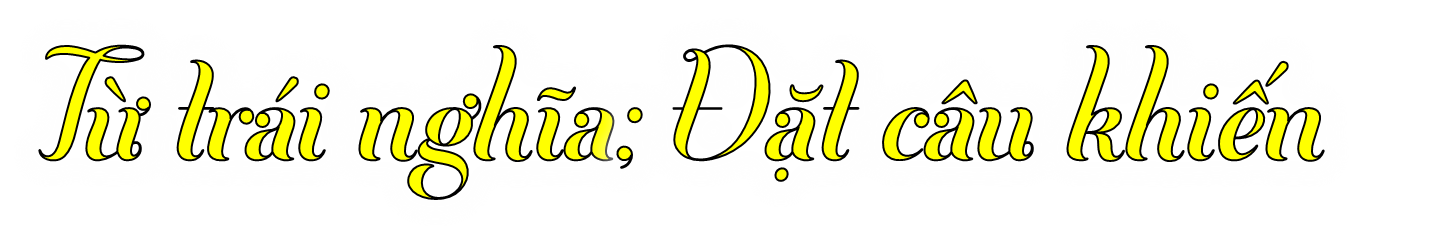 Từ trái nghĩa; Đặt câu khiến